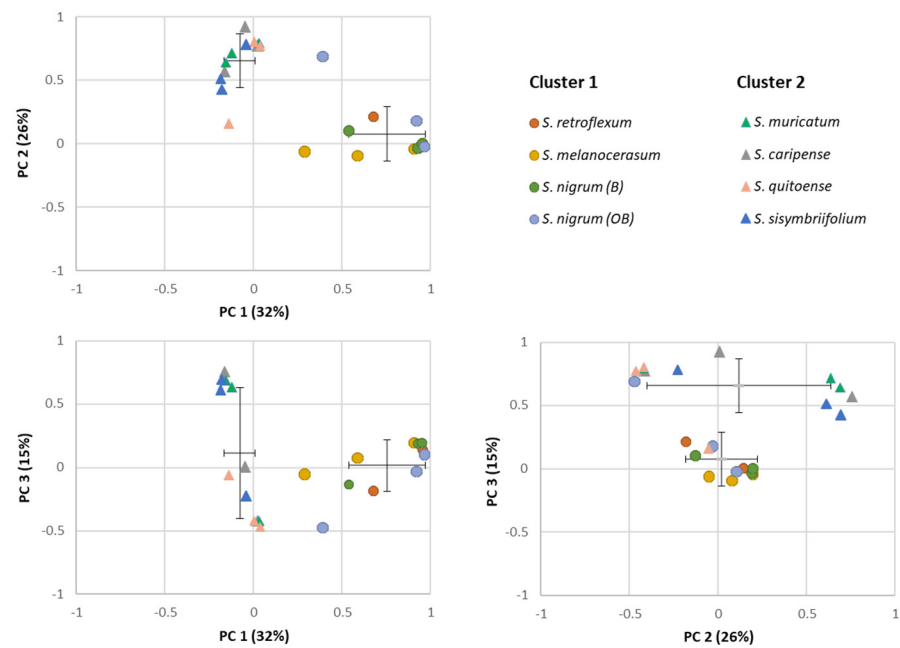 Cluster 1
Cluster 2
S. retroflexum
S. muricatum
S. melanocerasum
S. caripense
S. nigrum (B)
S. quitoense
S. nigrum (OB)
S. sisymbriifolium
PC 2 (26%)
1
0.5
0
0.5
-1
-1
-0.5
0
0.5
1
PC 1 (32%)
PC 3 (15%)
1
0.5
0
-0.5
-1
-1
-0.5
0
0.5
1
PC 1 (32%)
PC 3 (15%)
1
0.5
0
-0.5
-1
-1
-0.5
0
0.5
1
PC 2 (26%)